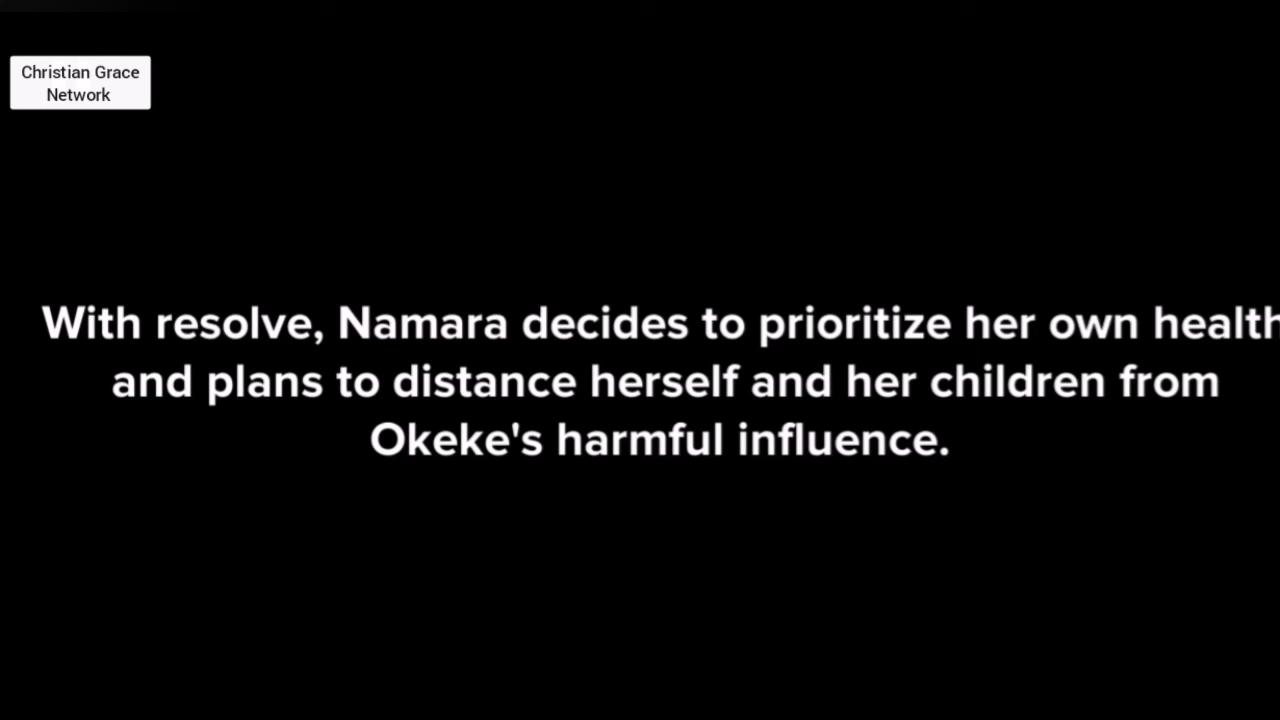 Christian Grace
Network
With resolve, Namara decides to prioritize her own health
and plans to distance herself and her children from
Okeke's harmful influence.